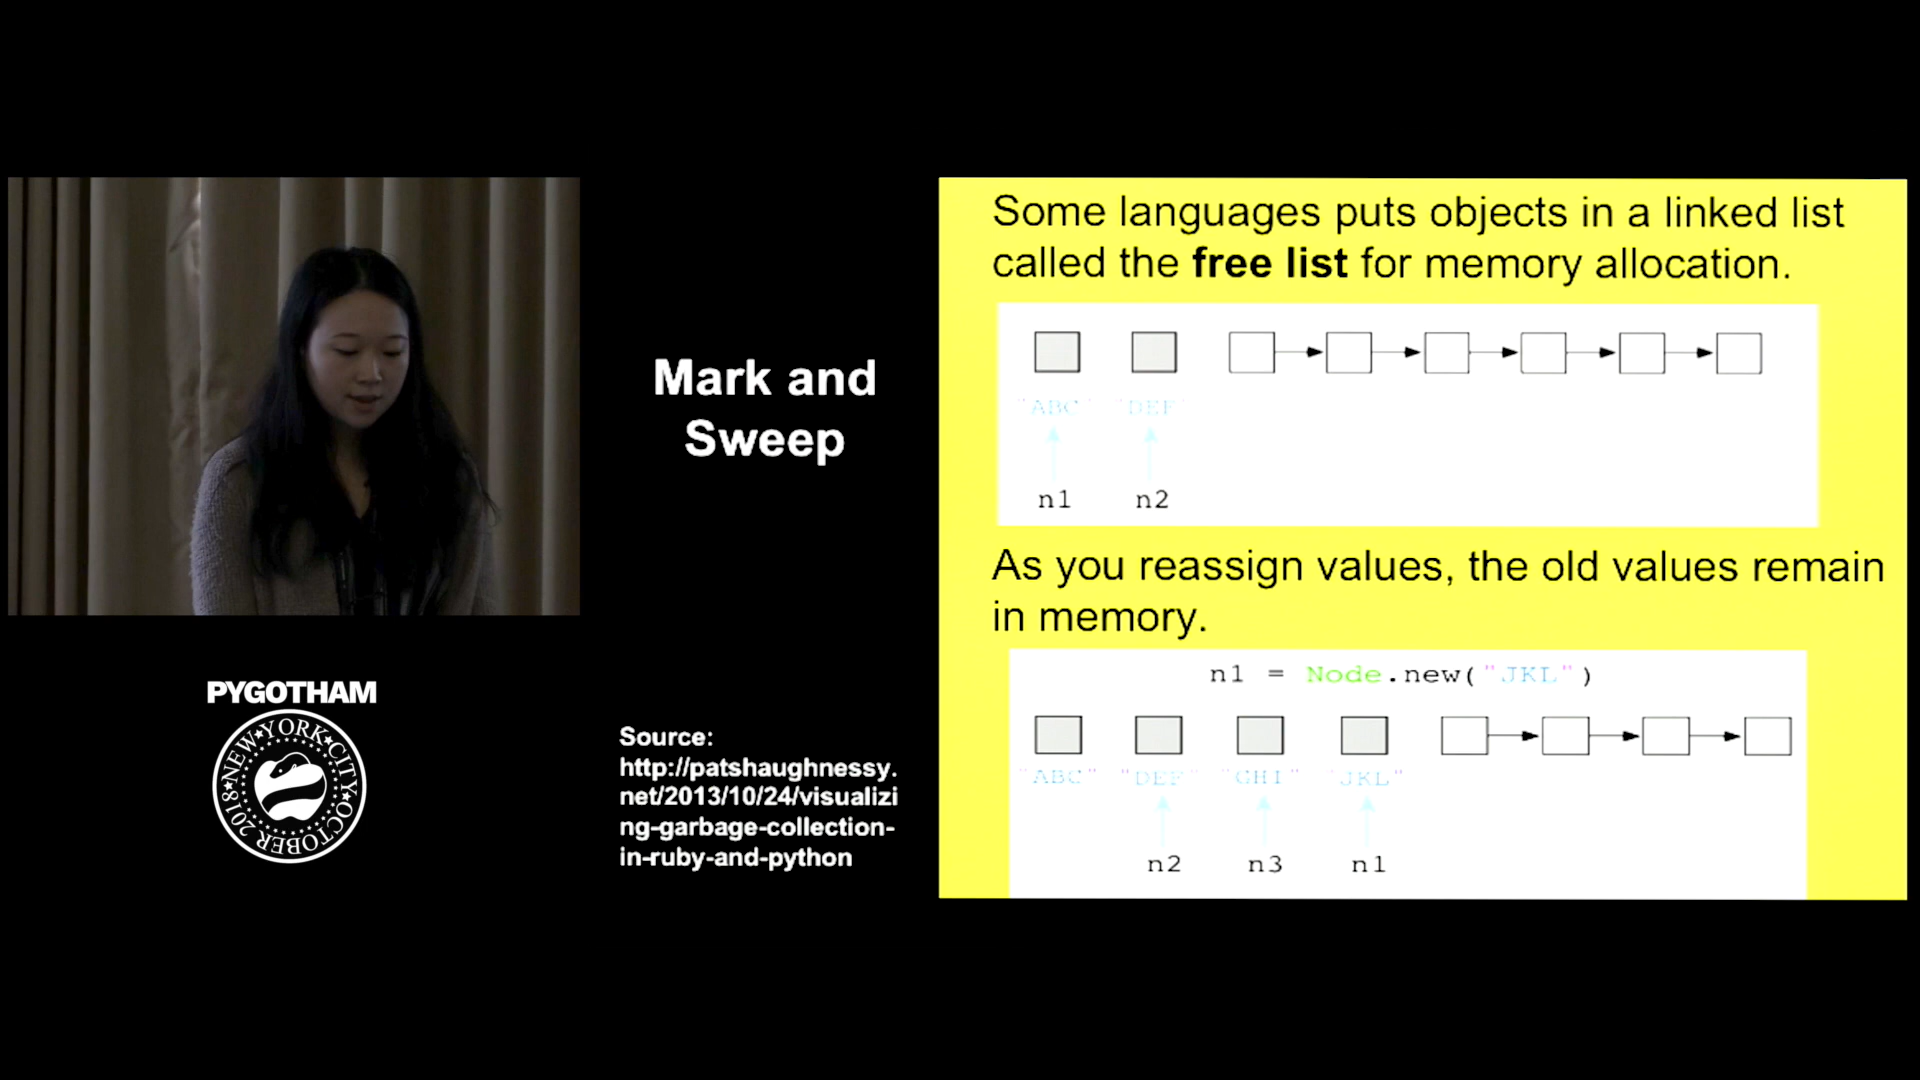 Mark and
Sweep
Source:
http://patshaughnessy.
net/2013/10/24/visualizi
ng-garbage-collection-
in-ruby-and-python
PYGOTHAM
NEW★YORK★CITY
OCTOBER 2018
Some languages puts objects in a linked list
called the free list for memory allocation.
"ABC" "DEF"
n1 n2
As you reassign values, the old values remain
in memory.
n1 = Node.new("JKL")
"ABC" "DEF" "GHI" "JKL"
n2 n3 n1